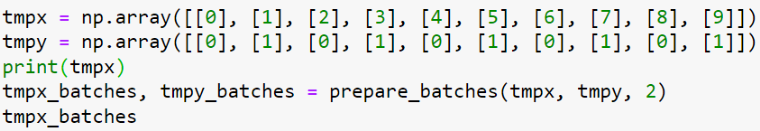 tmpx = np.array([[0], [1], [2], [3], [4], [5], [6], [7], [8], [9]])
tmpy = np.array([[0], [1], [0], [1], [0], [1], [0], [1], [0], [1]])
print(tmpx)
tmpx_batches, tmpy_batches = prepare_batches(tmpx, tmpy, 2)
tmpx_batches